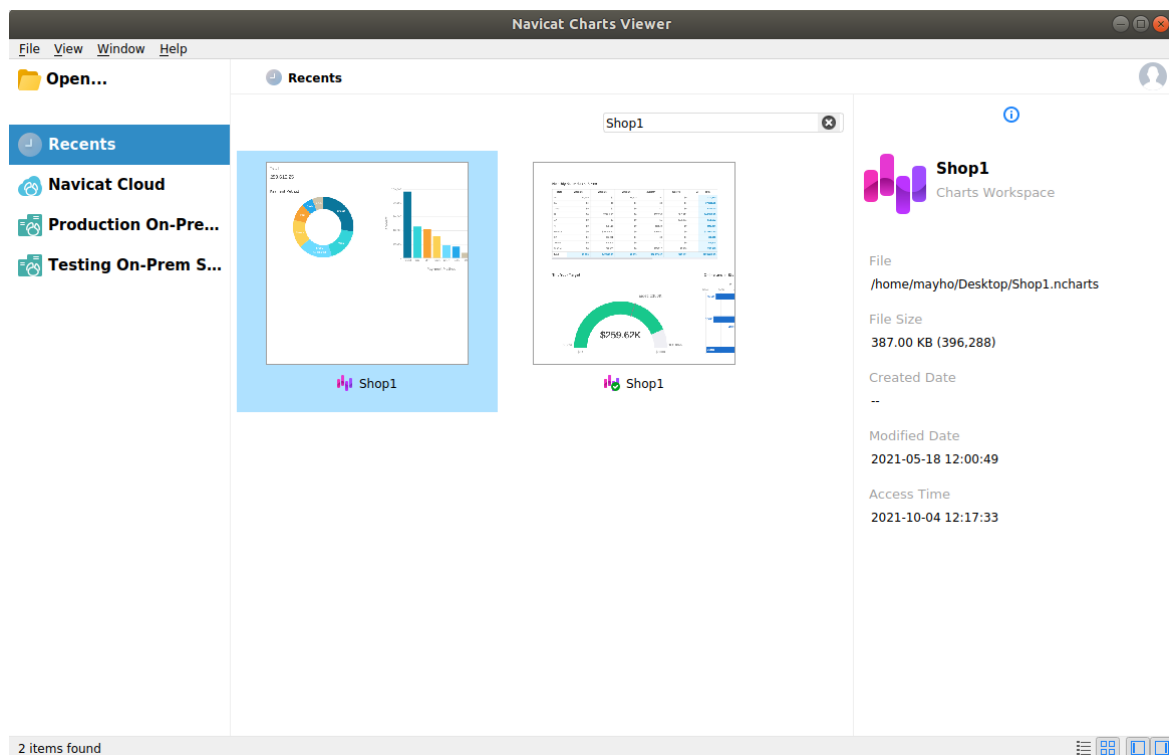 Navicat Charts Viewer
File View Window Help
Open...
Recents
Navicat Cloud
Production On-Pre...
Testing On-Prem S...
Recents
Shop1
$259.62K
Shop1
Shop1
Shop1
Charts Workspace
File
/home/mayho/Desktop/Shop1.ncharts
File Size
387.00 KB (396,288)
Created Date
--
Modified Date
2021-05-18 12:00:49
Access Time
2021-10-04 12:17:33
2 items found